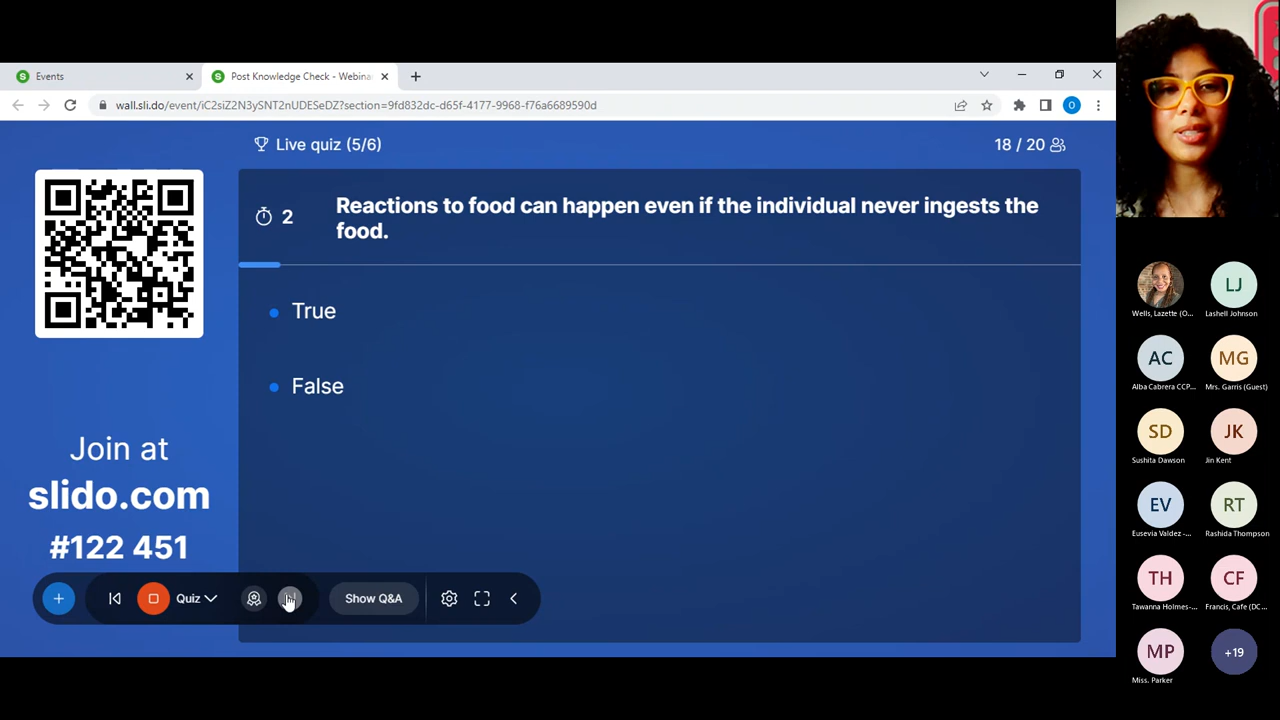 Events
Post Knowledge Check - Webina
wall.sli.do/event/iC2siZ2N3ySNT2nUDESeDZ?section=9fd832dc-d65f-4177-9968-f76a6689590d
O
Live quiz (5/6)
18 / 20
2
Reactions to food can happen even if the individual never ingests the
food.
True
False
Join at
slido.com
#122 451
Quiz
Show Q&A
Wells, Lazette (O...
LJ
Lashell Johnson
AC
Alba Cabrera CCP...
MG
Mrs. Garris (Guest)
SD
Sushita Dawson
JK
Jin Kent
EV
Eusevia Valdez -...
RT
Rashida Thompson
TH
Tawanna Holmes-...
CF
Francis, Cafe (DC...
MP
Miss. Parker
+19